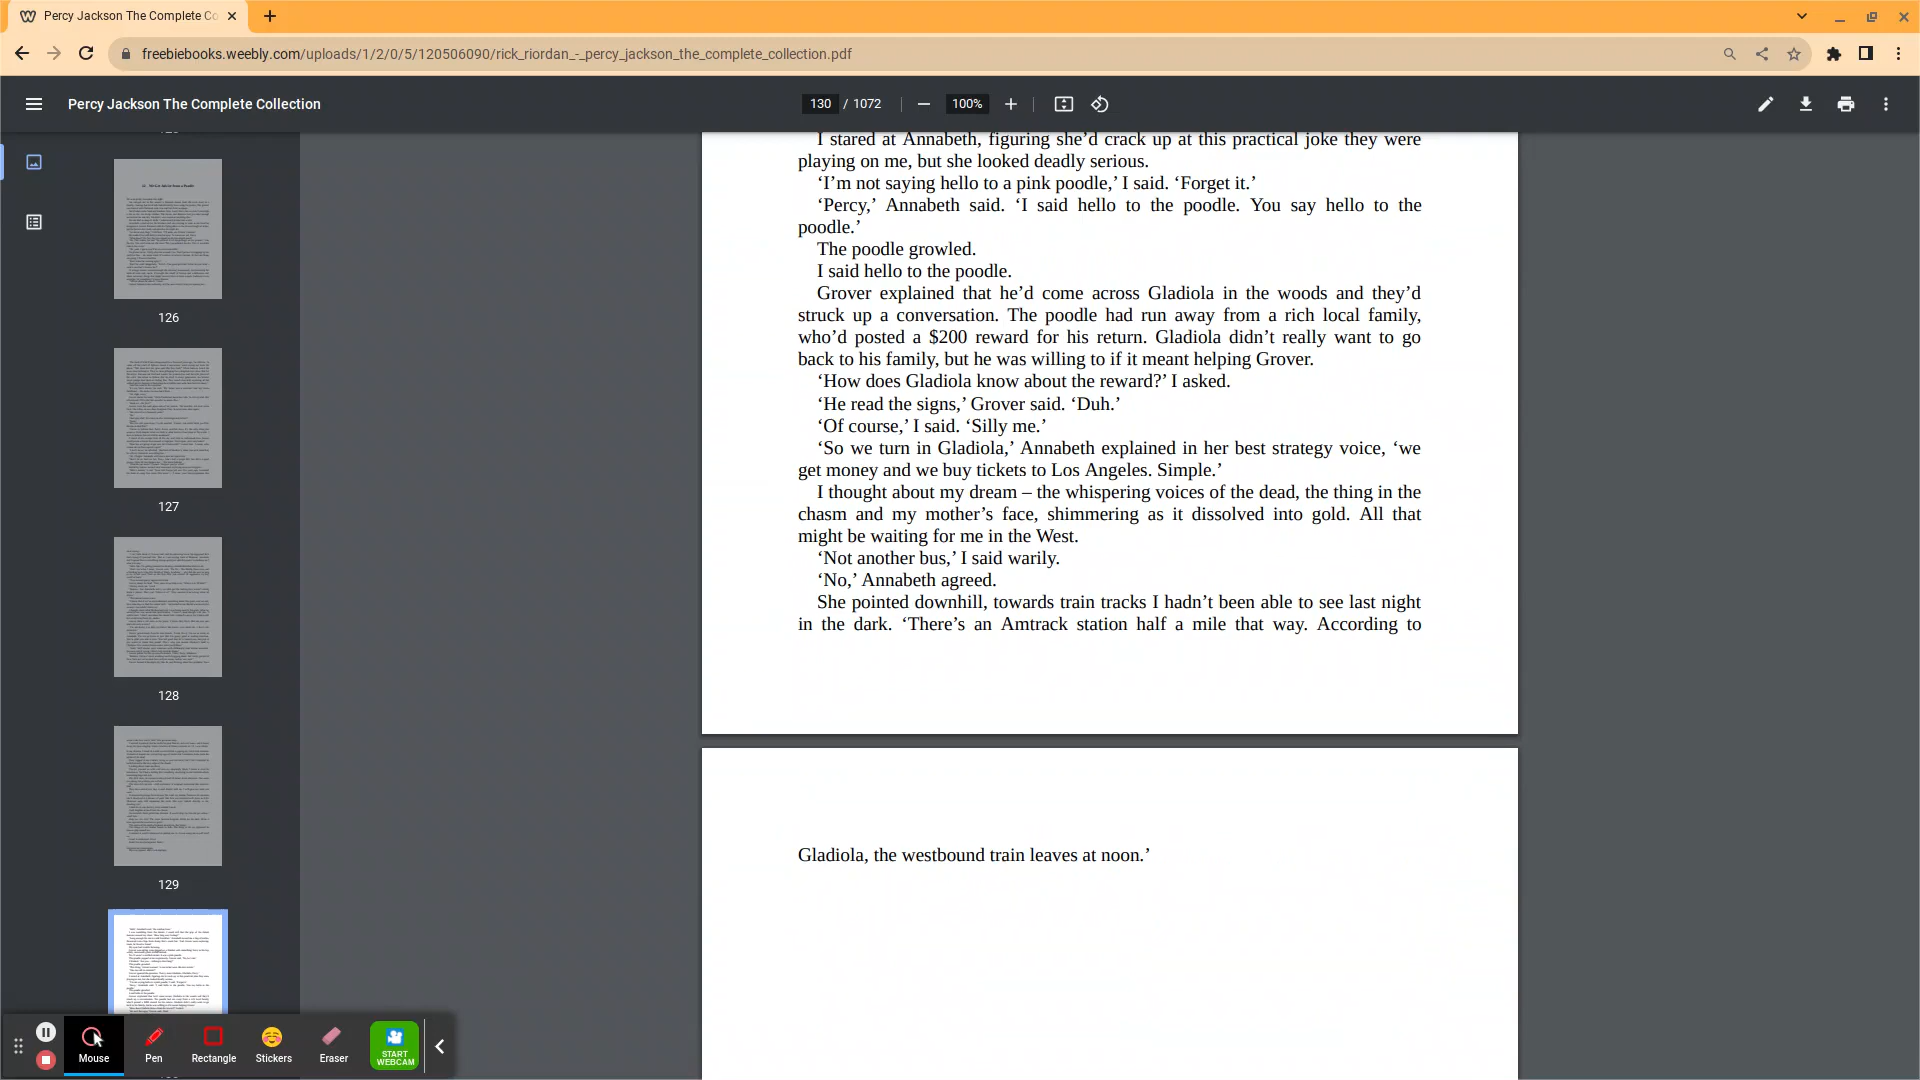 Percy Jackson The Complete Co
freebiebooks.weebly.com/uploads/1/2/0/5/120506090/rick_riordan_-_percy_jackson_the_complete_collection.pdf
Percy Jackson The Complete Collection
130 / 1072
100%
126
127
128
129
I stared at Annabeth, figuring she’d crack up at this practical joke they were
playing on me, but she looked deadly serious.
‘I’m not saying hello to a pink poodle,’ I said. ‘Forget it.’
‘Percy,’ Annabeth said. ‘I said hello to the poodle. You say hello to the
poodle.’
The poodle growled.
I said hello to the poodle.
Grover explained that he’d come across Gladiola in the woods and they’d
struck up a conversation. The poodle had run away from a rich local family,
who’d posted a $200 reward for his return. Gladiola didn’t really want to go
back to his family, but he was willing to if it meant helping Grover.
‘How does Gladiola know about the reward?’ I asked.
‘He read the signs,’ Grover said. ‘Duh.’
‘Of course,’ I said. ‘Silly me.’
‘So we turn in Gladiola,’ Annabeth explained in her best strategy voice, ‘we
get money and we buy tickets to Los Angeles. Simple.’
I thought about my dream – the whispering voices of the dead, the thing in the
chasm and my mother’s face, shimmering as it dissolved into gold. All that
might be waiting for me in the West.
‘Not another bus,’ I said warily.
‘No,’ Annabeth agreed.
She pointed downhill, towards train tracks I hadn’t been able to see last night
in the dark. ‘There’s an Amtrack station half a mile that way. According to
Gladiola, the westbound train leaves at noon.’
Mouse
Pen
Rectangle
Stickers
Eraser
START
WEBCAM